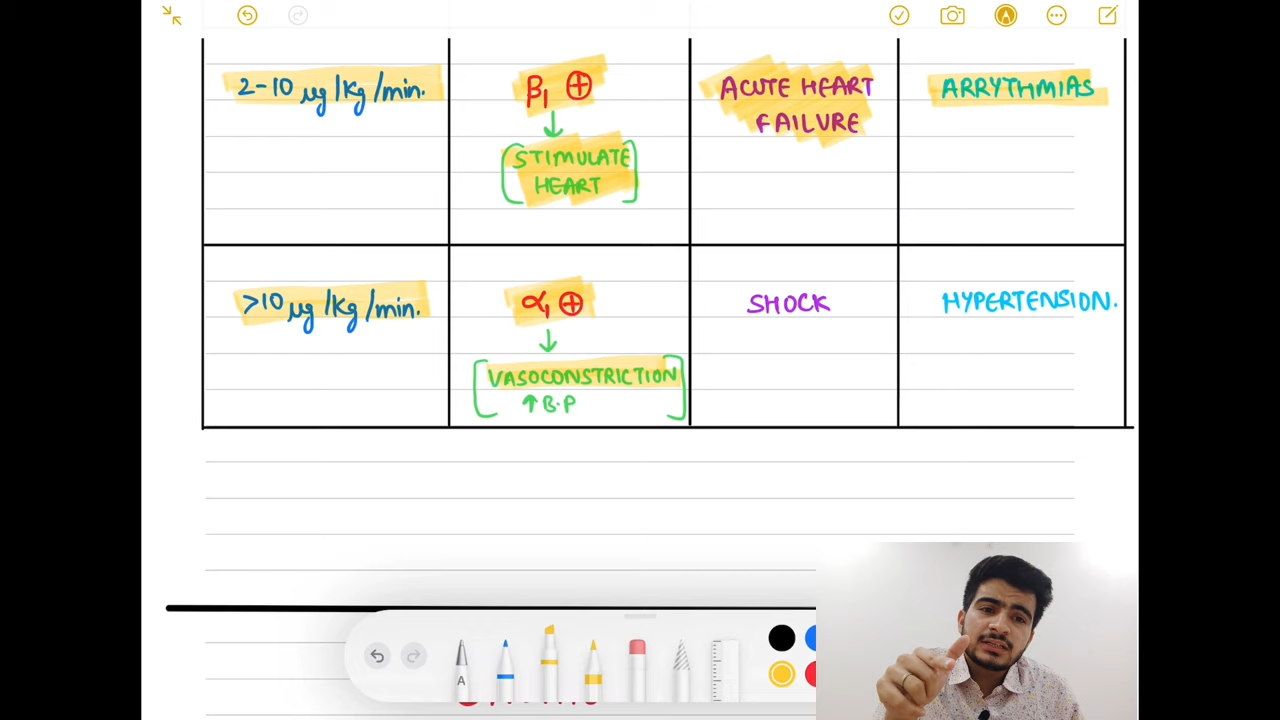 2-10 µg/kg/min.
β₁ ⊕
↓
[STIMULATE
HEART]
ACUTE HEART
FAILURE
ARRYTHMIAS
>10 µg/kg/min.
α₁ ⊕
↓
[VASOCONSTRICTION
↑ B.P]
SHOCK
HYPERTENSION.
A